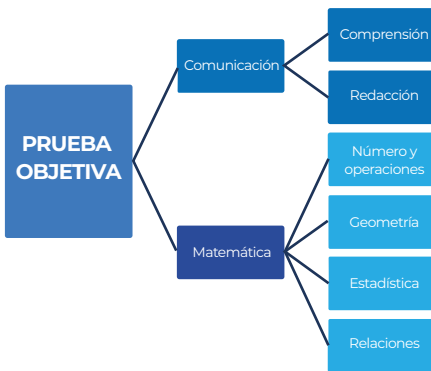 PRUEBA
OBJETIVA
Comunicación
Comprensión
Redacción
Matemática
Número y
operaciones
Geometría
Estadística
Relaciones